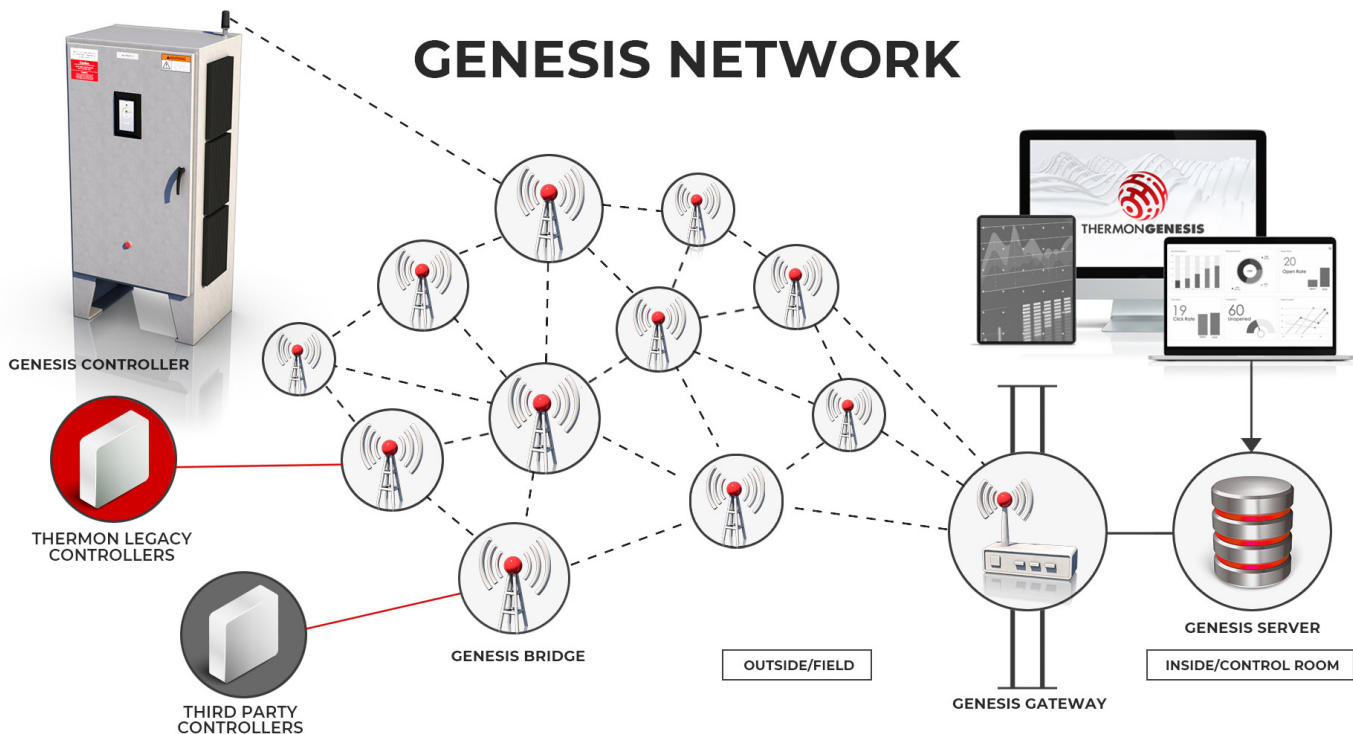 GENESIS NETWORK
THERMONGENESIS
20
Open Rate
19
Click Rate
60
Unopened
GENESIS CONTROLLER
THERMON LEGACY
CONTROLLERS
THIRD PARTY
CONTROLLERS
GENESIS BRIDGE
OUTSIDE/FIELD
GENESIS GATEWAY
GENESIS SERVER
INSIDE/CONTROL ROOM